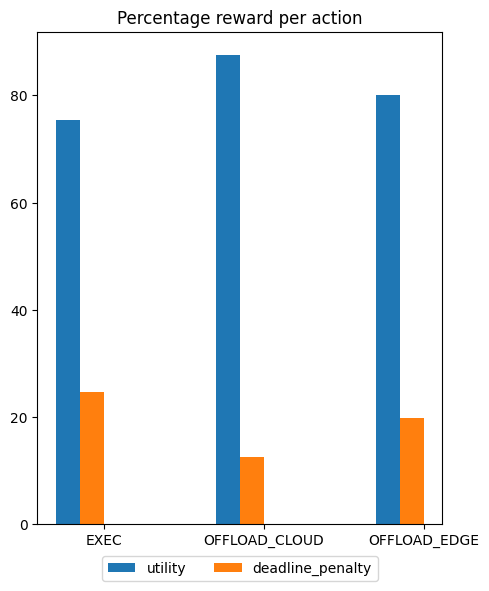 Percentage reward per action
80
60
40
20
0
EXEC OFFLOAD_CLOUD OFFLOAD_EDGE
utility deadline_penalty